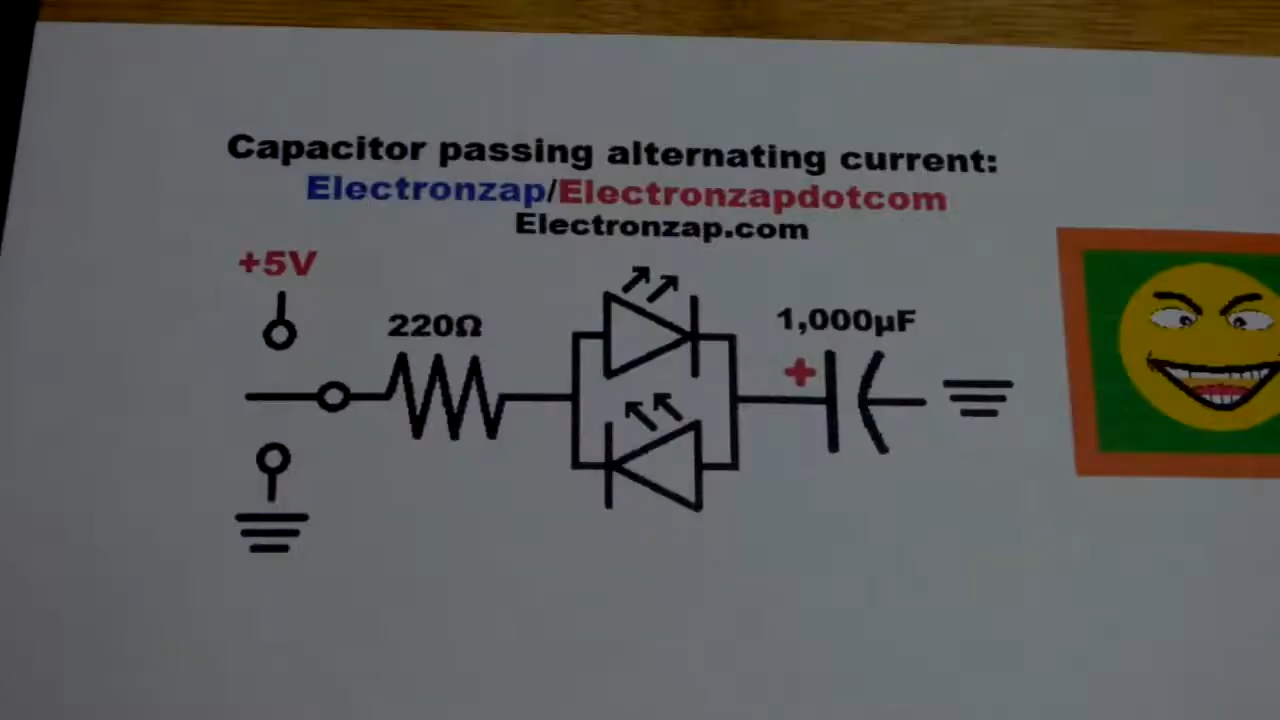 Capacitor passing alternating current:
Electronzap/Electronzapdotcom
Electronzap.com
+5V
220Ω
1,000µF
+